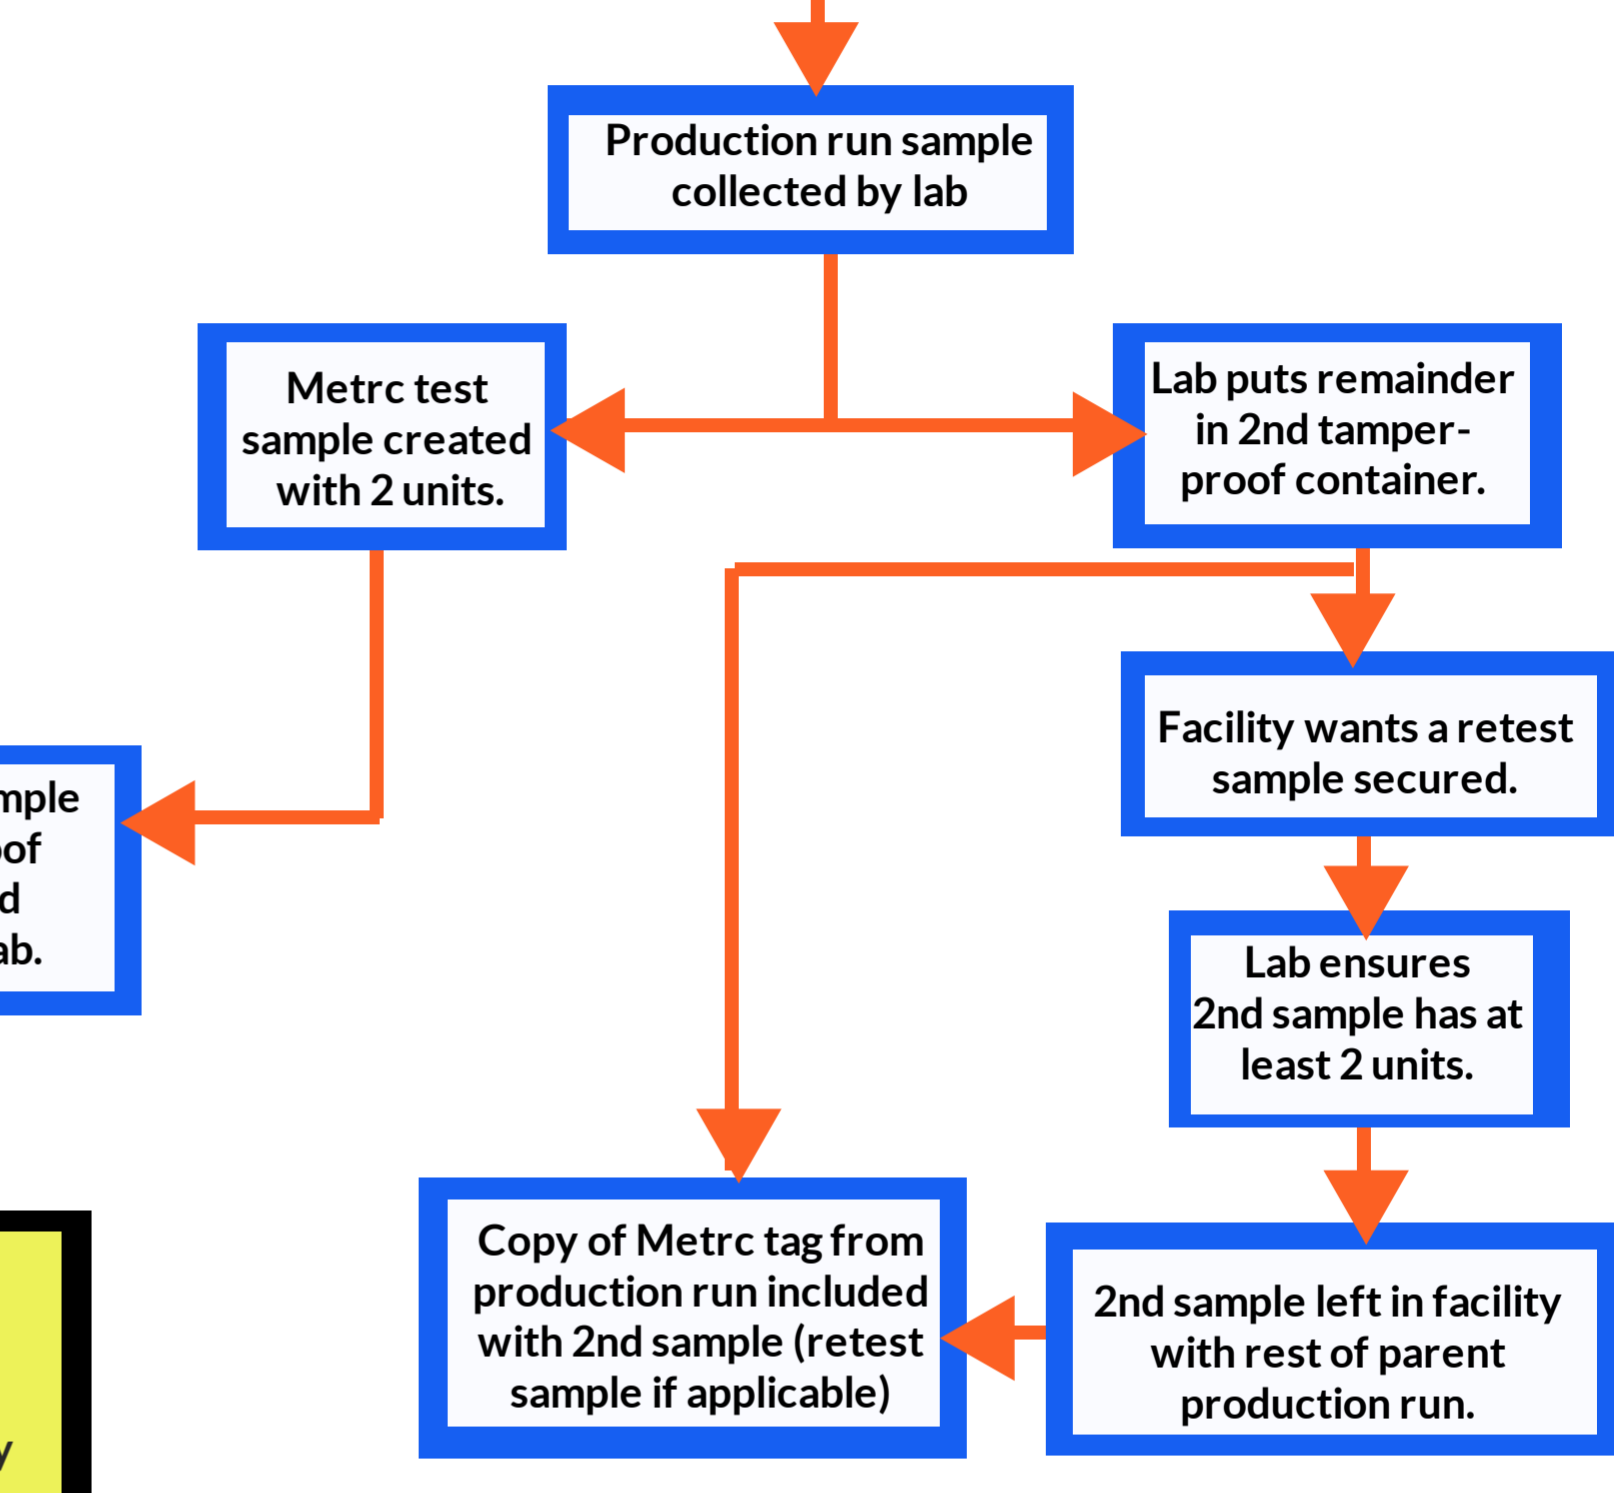 Production run sample
collected by lab
Metrc test
sample created
with 2 units.
Lab puts remainder
in 2nd tamper-
proof container.
Facility wants a retest
sample secured.
Lab ensures
2nd sample has at
least 2 units.
Copy of Metrc tag from
production run included
with 2nd sample (retest
sample if applicable)
2nd sample left in facility
with rest of parent
production run.